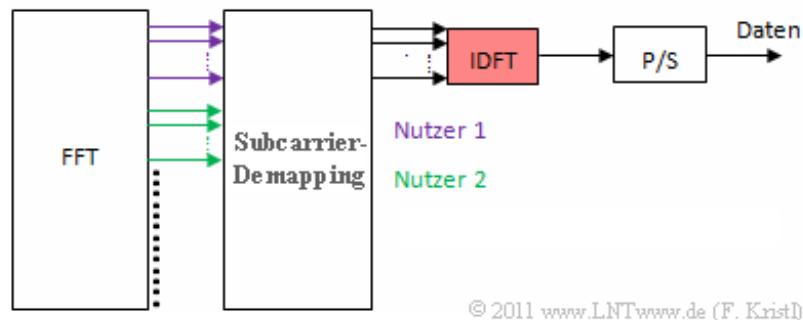 FFT
Subcarrier-
Demapping
IDFT
P/S
Daten
Nutzer 1
Nutzer 2
© 2011 www.LNTwww.de (F. Kristl)